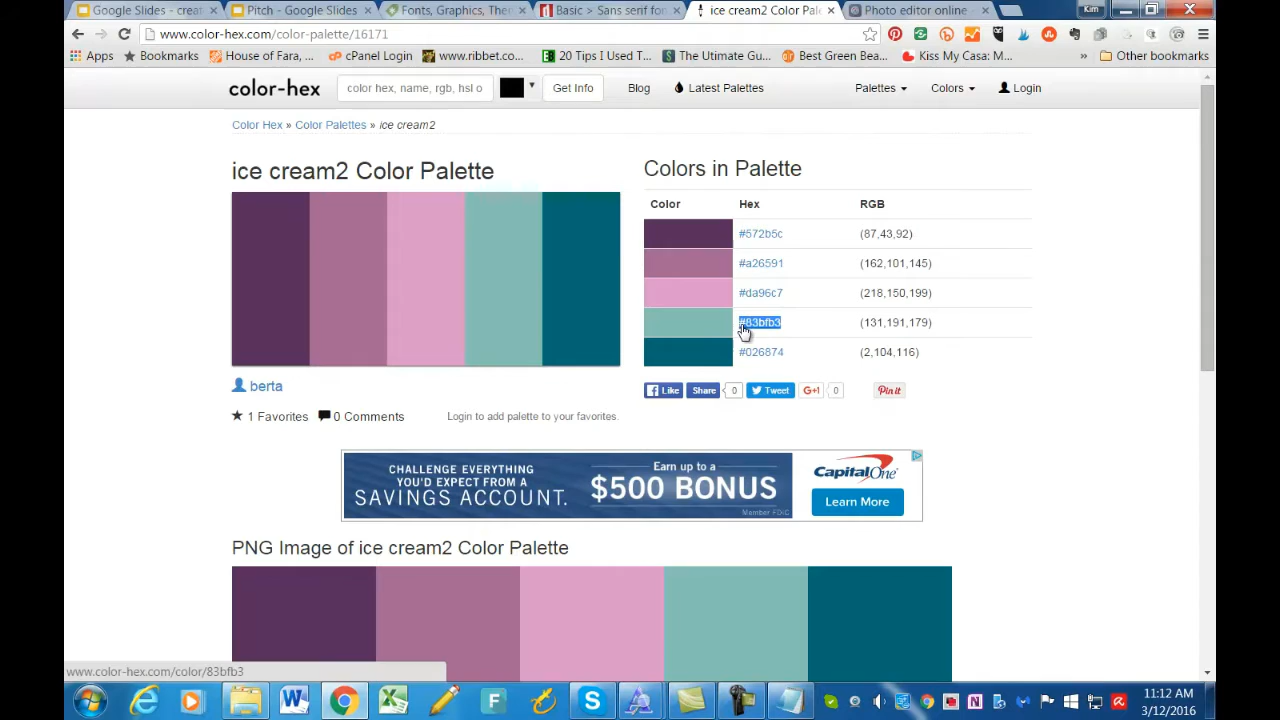 Google Slides - creat
Pitch - Google Slides
Fonts, Graphics, Them
Basic > Sans serif fon
ice cream2 Color Pale
Photo editor online -
Kim
www.color-hex.com/color-palette/16171
Apps
Bookmarks
House of Fara, ...
cPanel Login
www.ribbet.co...
20 Tips I Used T...
The Ultimate Gu...
Best Green Bea...
Kiss My Casa: M...
»
Other bookmarks
color-hex
color hex, name, rgb, hsl o
Get Info
Blog
Latest Palettes
Palettes
Colors
Login
Color Hex » Color Palettes » ice cream2
ice cream2 Color Palette
Colors in Palette
Color Hex RGB
#572b5c (87,43,92)
#a26591 (162,101,145)
#da96c7 (218,150,199)
#83bfb3 (131,191,179)
#026874 (2,104,116)
berta
Like Share 0 Tweet G+1 0 Pin it
1 Favorites 0 Comments Login to add palette to your favorites.
CHALLENGE EVERYTHING
YOU'D EXPECT FROM A
SAVINGS ACCOUNT.
Earn up to a
$500 BONUS
Member FDIC
Capital One
Learn More
PNG Image of ice cream2 Color Palette
www.color-hex.com/color/83bfb3
11:12 AM
3/12/2016